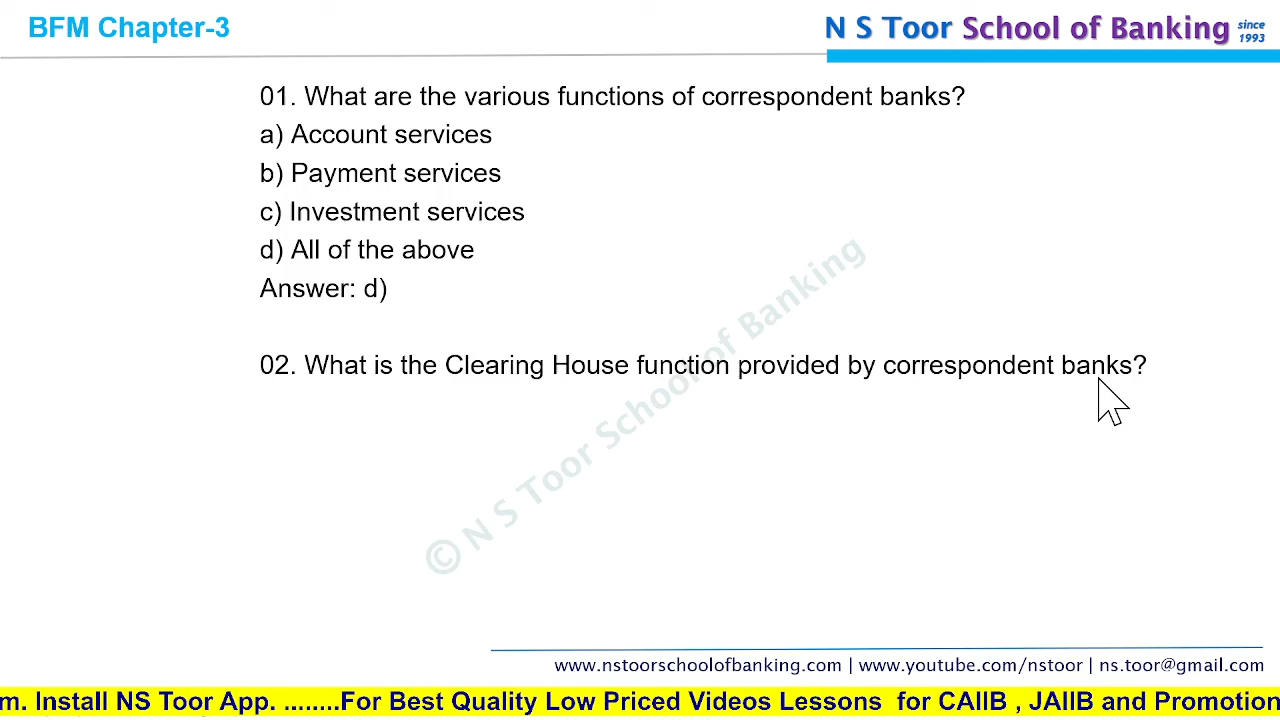 BFM Chapter-3
N S Toor School of Banking since 1993
01. What are the various functions of correspondent banks?
a) Account services
b) Payment services
c) Investment services
d) All of the above
Answer: d)
02. What is the Clearing House function provided by correspondent banks?
© N S Toor School of Banking
www.nstoorschoolofbanking.com | www.youtube.com/nstoor | ns.toor@gmail.com
m. Install NS Toor App. ........For Best Quality Low Priced Videos Lessons for CAIIB , JAIIB and Promotion